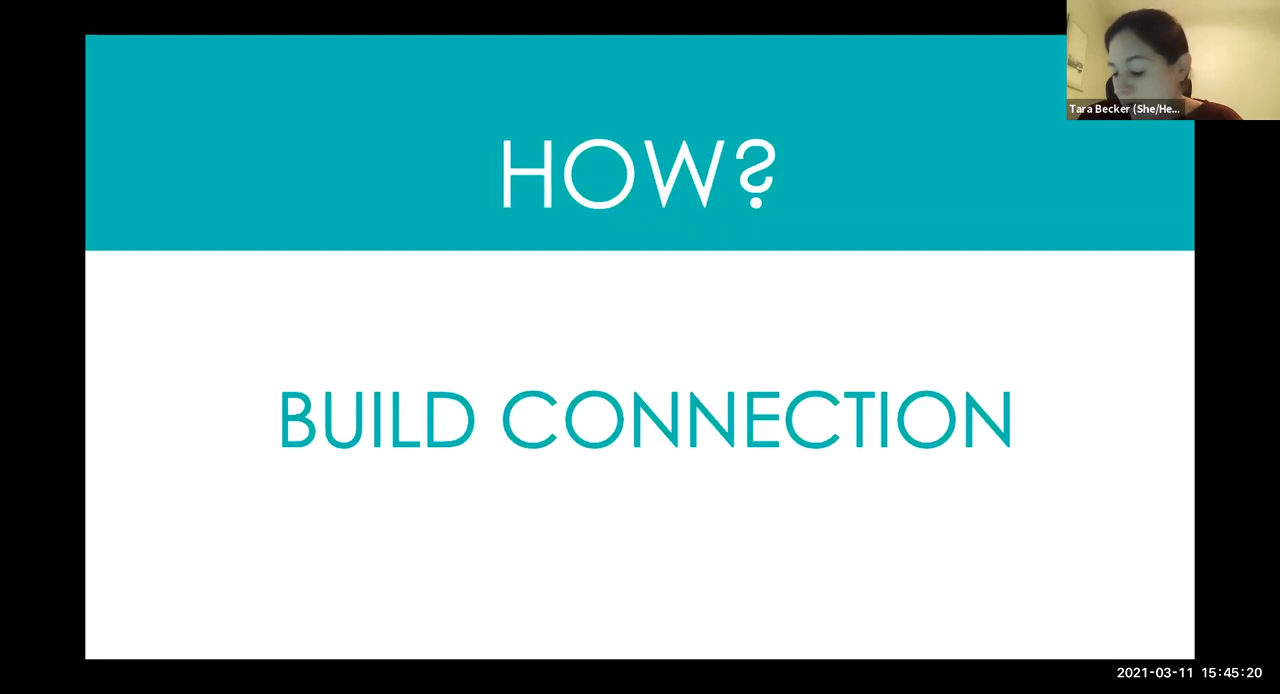 HOW?
BUILD CONNECTION
Tara Becker (She/He...
2021-03-11 15:45:20